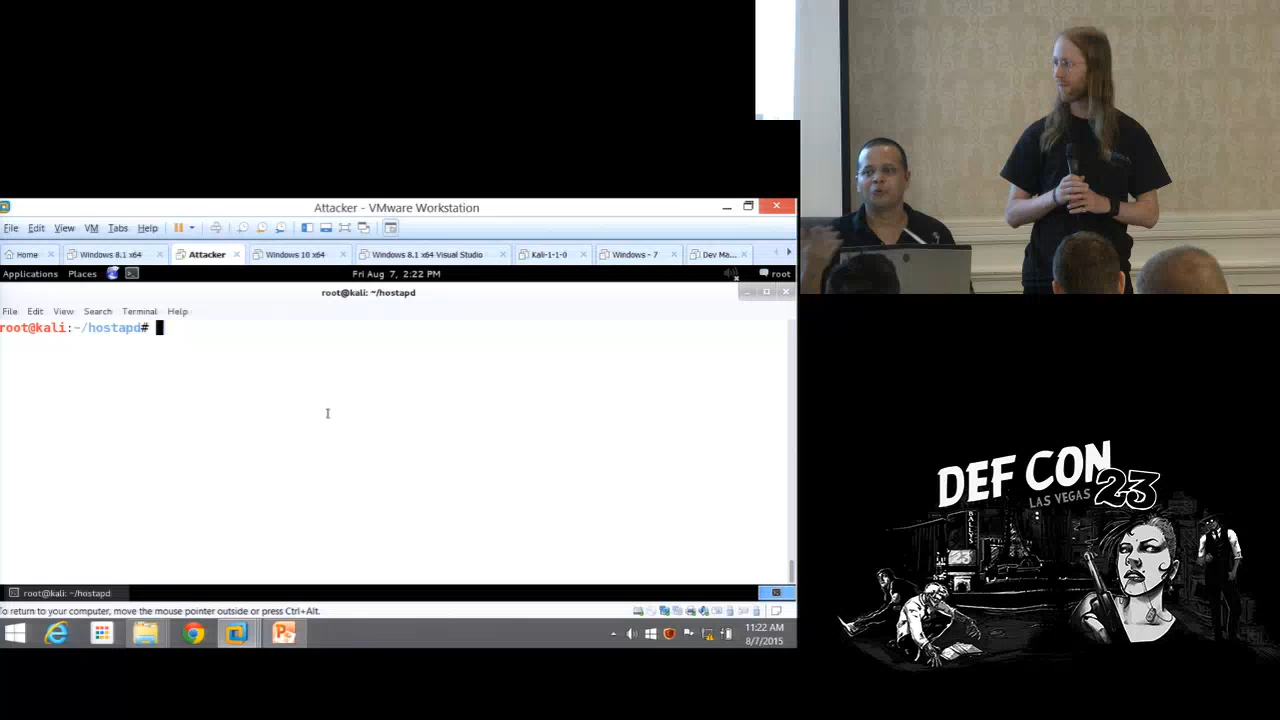 Attacker - VMware Workstation
File Edit View VM Tabs Help
Home Windows 8.1 x64 Attacker Windows 10 x64 Windows 8.1 x64 Visual Studio Kali-1-1-0 Windows - 7 Dev Ma...
Applications Places Fri Aug 7, 2:22 PM root
root@kali: ~/hostapd
File Edit View Search Terminal Help
root@kali:~/hostapd#
root@kali: ~/hostapd
To return to your computer, move the mouse pointer outside or press Ctrl+Alt.
11:22 AM
8/7/2015
DEF CON 23
LAS VEGAS
BALLYS
23